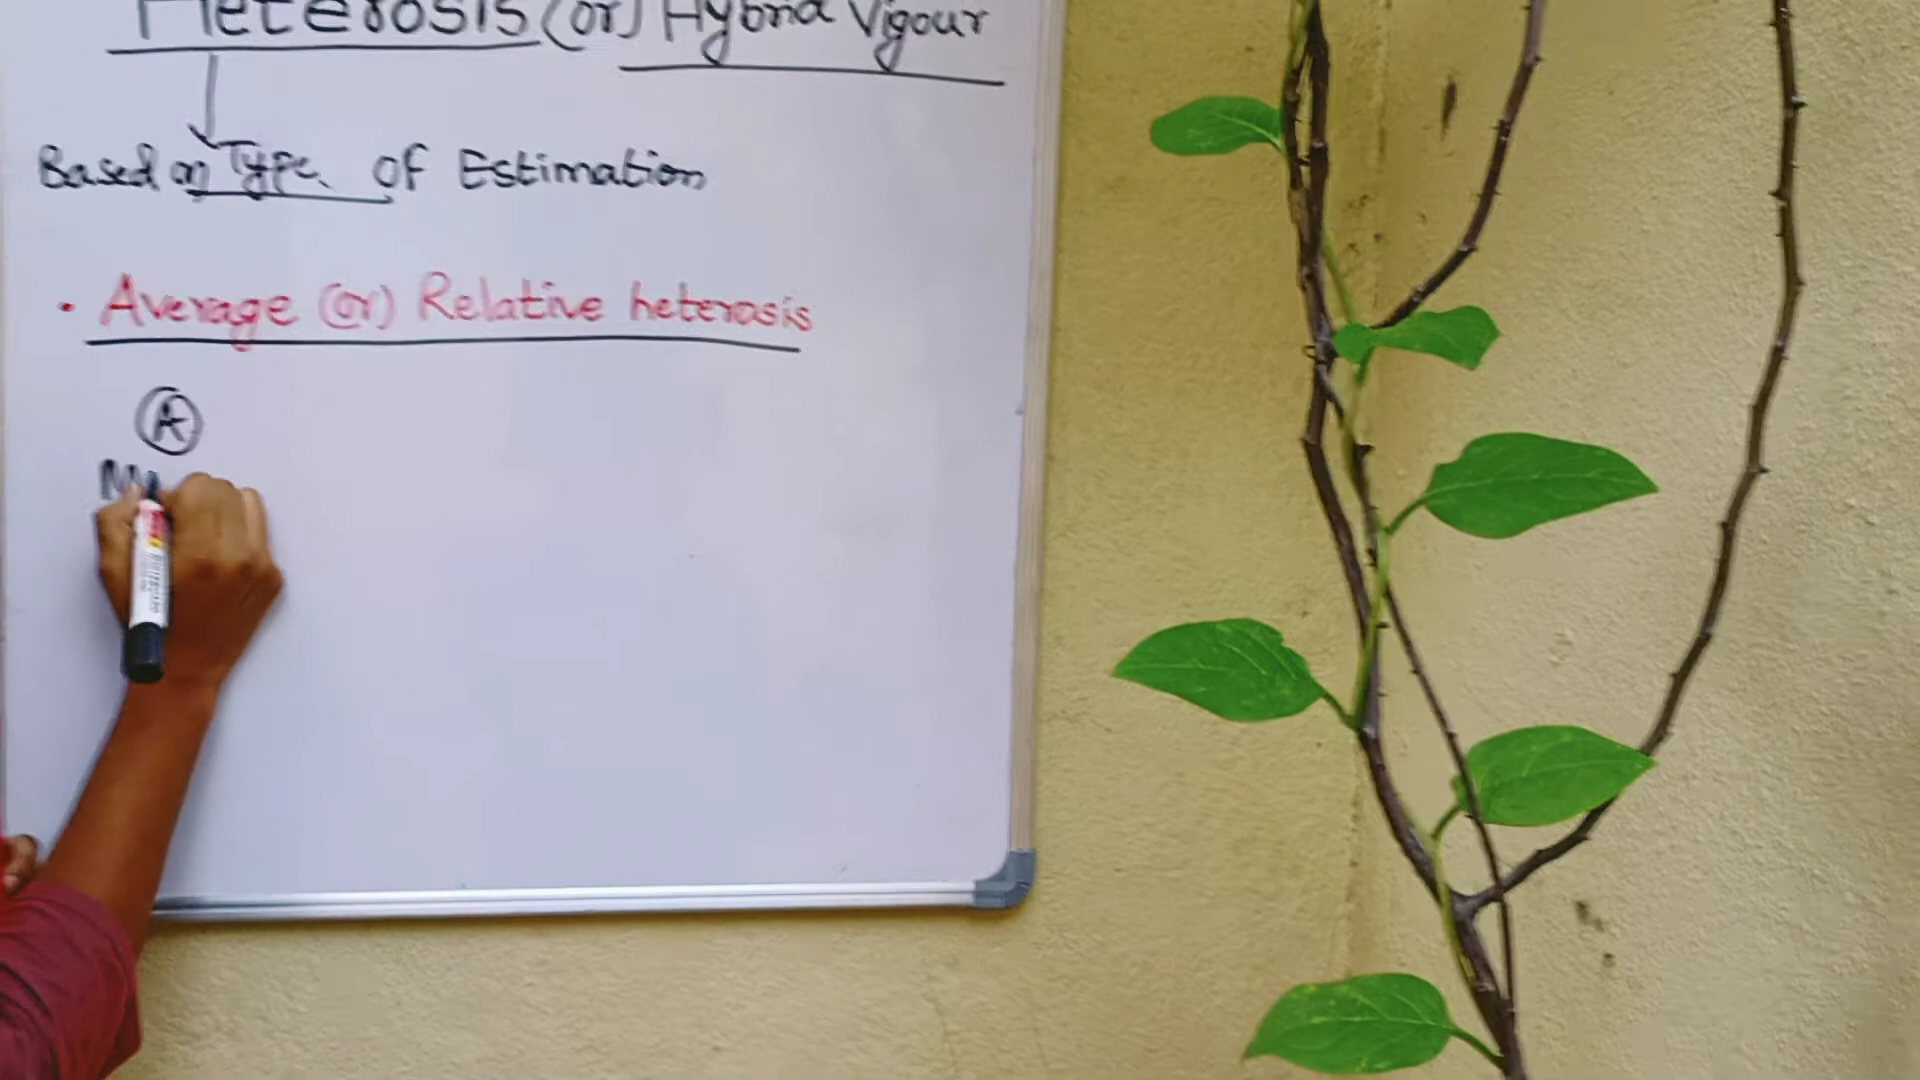 Heterosis (or) Hybrid Vigour
Based on Type of Estimation
• Average (or) Relative heterosis
A